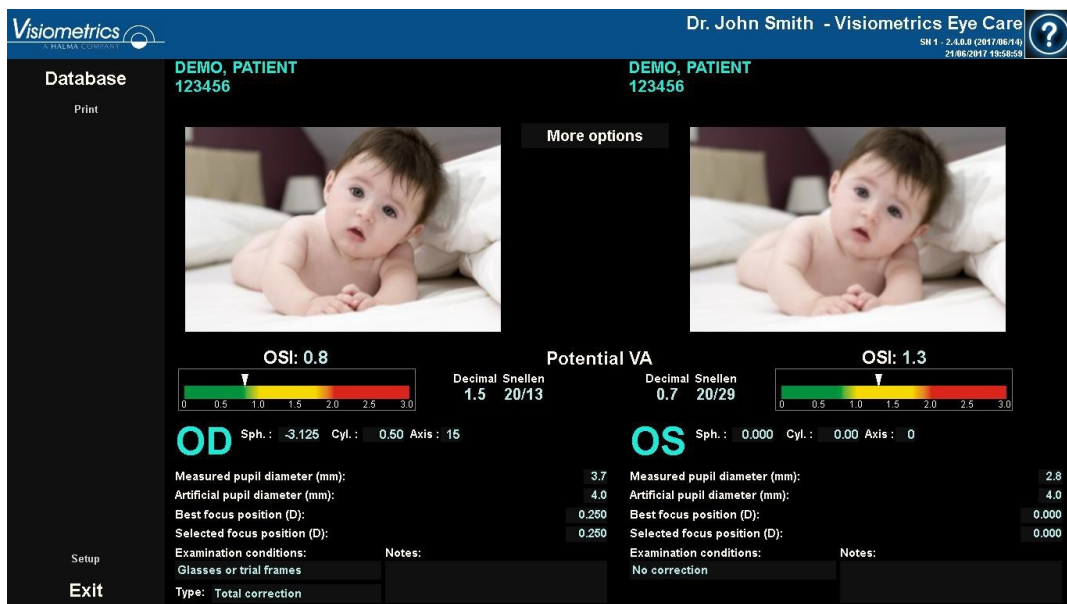 Visiometrics
A HALMA COMPANY
Dr. John Smith - Visiometrics Eye Care
SN 1 - 2.4.0.0 (2017/06/14)
21/06/2017 19:58:59
?
Database
Print
Setup
Exit
DEMO, PATIENT
123456
DEMO, PATIENT
123456
More options
OSI: 0.8
Potential VA
OSI: 1.3
0 0.5 1.0 1.5 2.0 2.5 3.0
Decimal Snellen
1.5 20/13
Decimal Snellen
0.7 20/29
0 0.5 1.0 1.5 2.0 2.5 3.0
OD Sph. : -3.125 Cyl. : 0.50 Axis : 15
Measured pupil diameter (mm): 3.7
Artificial pupil diameter (mm): 4.0
Best focus position (D): 0.250
Selected focus position (D): 0.250
Examination conditions: Notes:
Glasses or trial frames
Type: Total correction
OS Sph. : 0.000 Cyl. : 0.00 Axis : 0
Measured pupil diameter (mm): 2.8
Artificial pupil diameter (mm): 4.0
Best focus position (D): 0.000
Selected focus position (D): 0.000
Examination conditions: Notes:
No correction